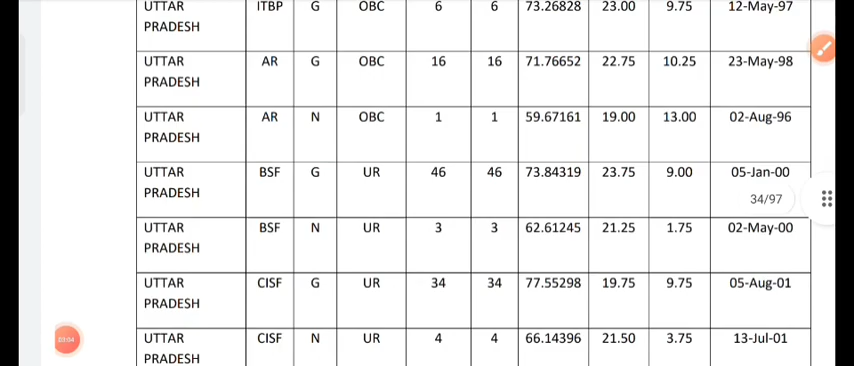 UTTAR PRADESH ITBP G OBC 6 6 73.26828 23.00 9.75 12-May-97
UTTAR PRADESH AR G OBC 16 16 71.76652 22.75 10.25 23-May-98
UTTAR PRADESH AR N OBC 1 1 59.67161 19.00 13.00 02-Aug-96
UTTAR PRADESH BSF G UR 46 46 73.84319 23.75 9.00 05-Jan-00
34/97
UTTAR PRADESH BSF N UR 3 3 62.61245 21.25 1.75 02-May-00
UTTAR PRADESH CISF G UR 34 34 77.55298 19.75 9.75 05-Aug-01
UTTAR PRADESH CISF N UR 4 4 66.14396 21.50 3.75 13-Jul-01